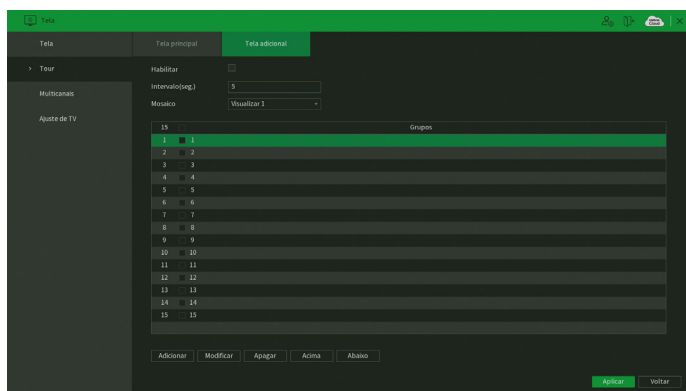 Tela
Tela
Tour
Multicanais
Ajuste de TV
Tela principal
Tela adicional
Habilitar
Intervalo(seg.) 5
Mosaico Visualizar 1
15 Grupos
1 1
2 2
3 3
4 4
5 5
6 6
7 7
8 8
9 9
10 10
11 11
12 12
13 13
14 14
15 15
Adicionar Modificar Apagar Acima Abaixo
Aplicar Voltar